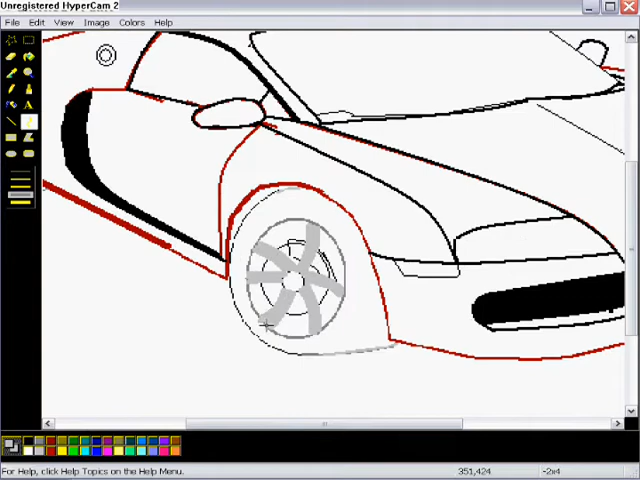 Unregistered HyperCam 2
File Edit View Image Colors Help
For Help, click Help Topics on the Help Menu. 351,424 -2x4